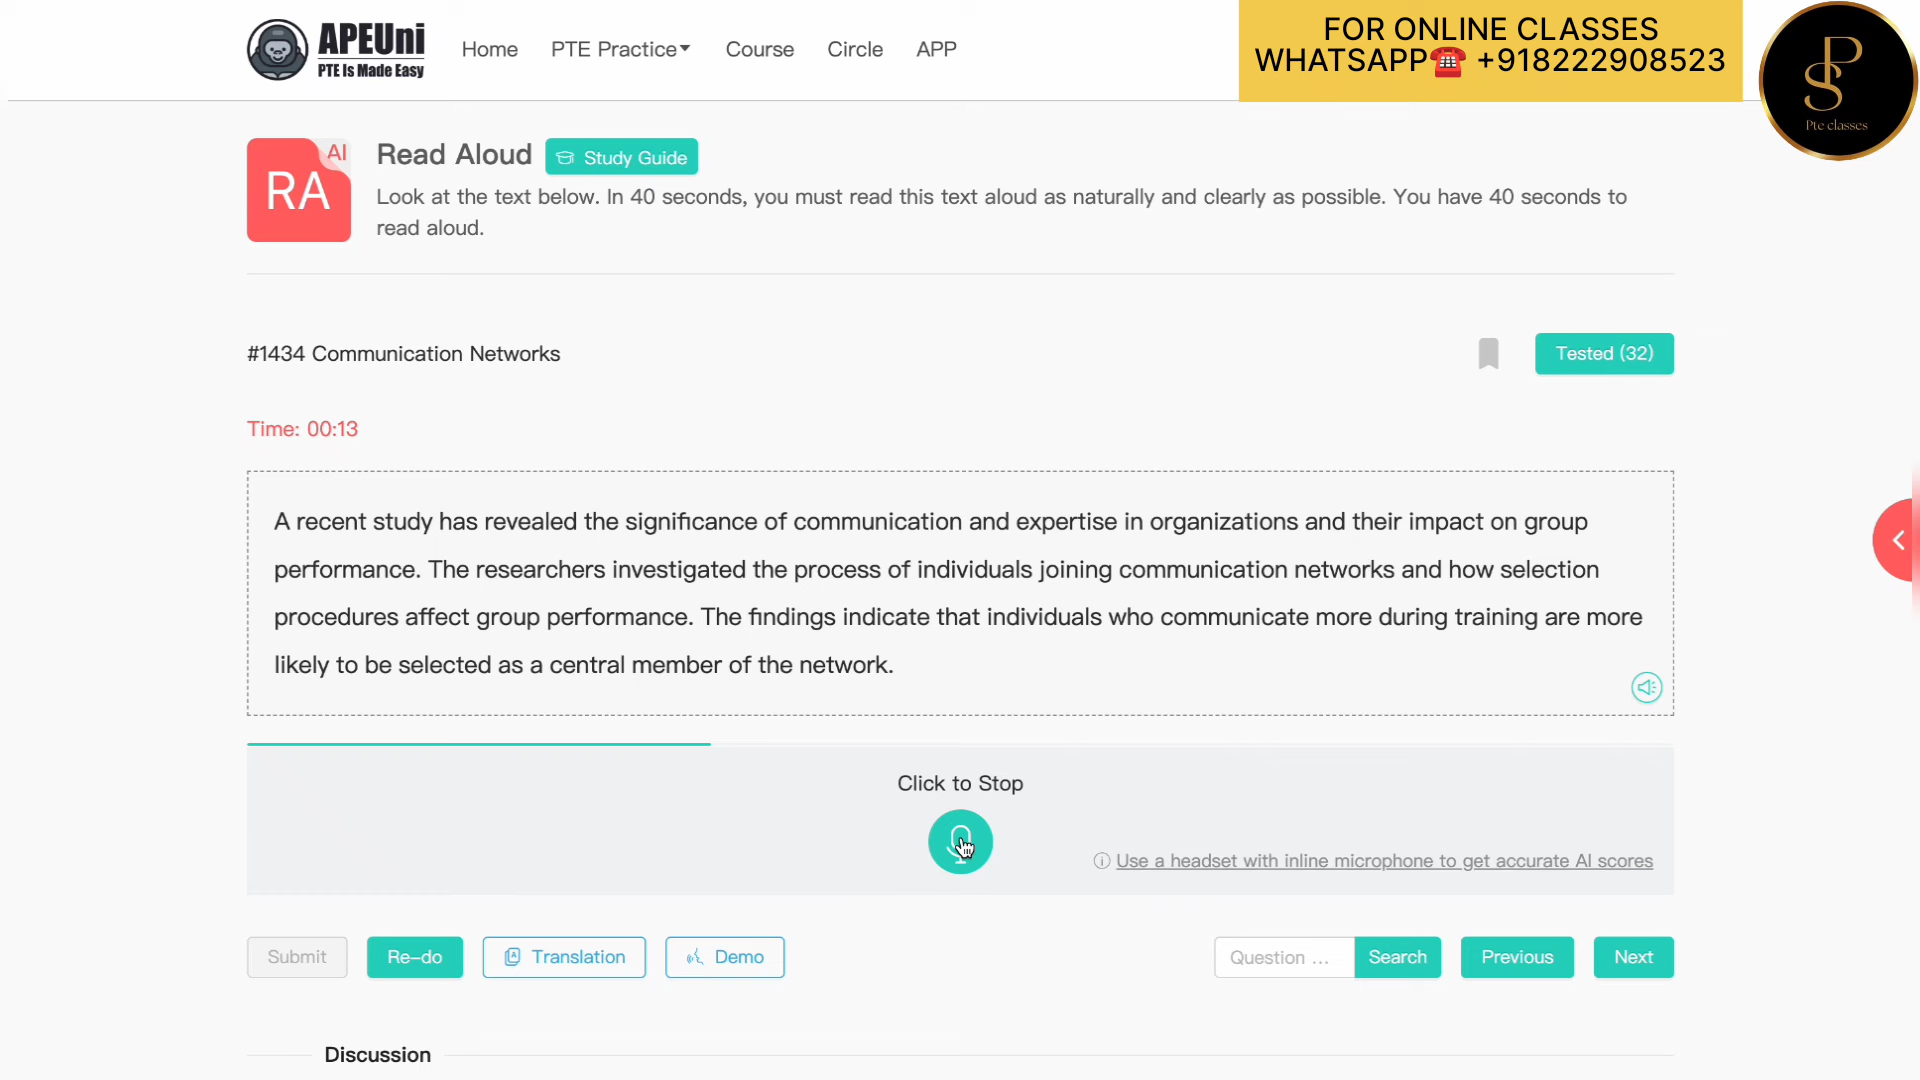 APEUni
PTE Is Made Easy
Home
PTE Practice
Course
Circle
APP
FOR ONLINE CLASSES
WHATSAPP☎️ +918222908523
PS
Pte classes
AI
RA
Read Aloud
Study Guide
Look at the text below. In 40 seconds, you must read this text aloud as naturally and clearly as possible. You have 40 seconds to
read aloud.
#1434 Communication Networks
Tested (32)
Time: 00:13
A recent study has revealed the significance of communication and expertise in organizations and their impact on group
performance. The researchers investigated the process of individuals joining communication networks and how selection
procedures affect group performance. The findings indicate that individuals who communicate more during training are more
likely to be selected as a central member of the network.
Click to Stop
Use a headset with inline microphone to get accurate AI scores
Submit
Re-do
Translation
Demo
Question ...
Search
Previous
Next
Discussion